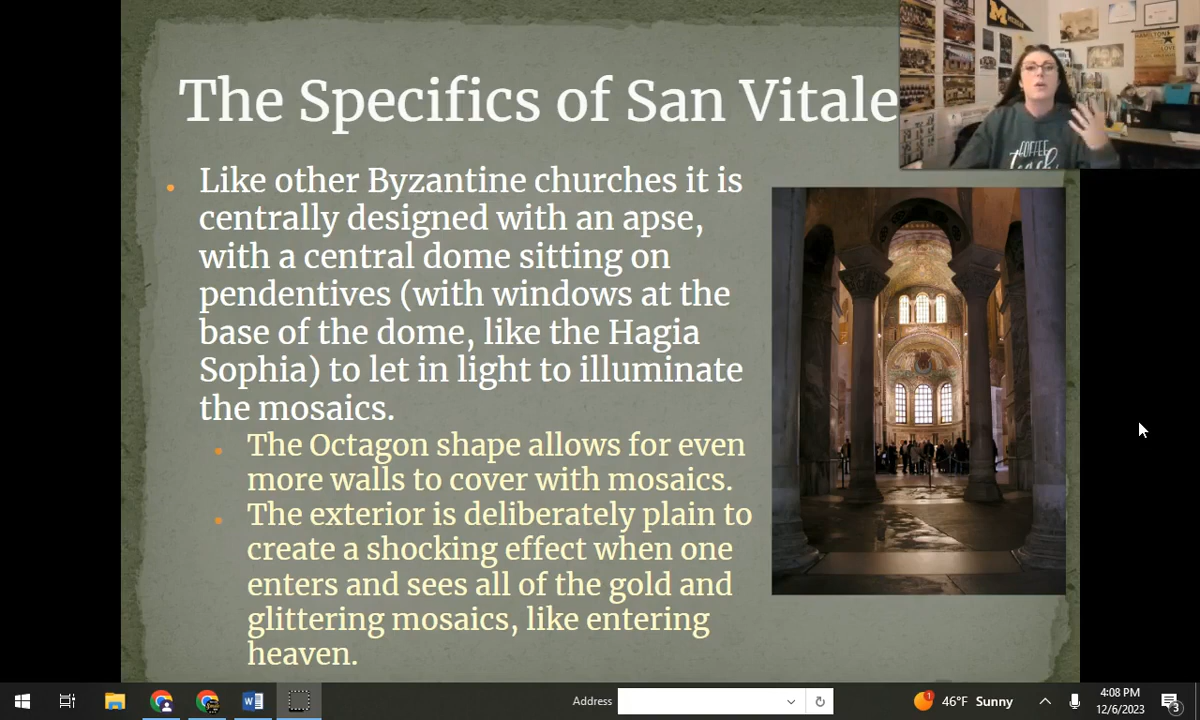 The Specifics of San Vitale
Like other Byzantine churches it is
centrally designed with an apse,
with a central dome sitting on
pendentives (with windows at the
base of the dome, like the Hagia
Sophia) to let in light to illuminate
the mosaics.
The Octagon shape allows for even
more walls to cover with mosaics.
The exterior is deliberately plain to
create a shocking effect when one
enters and sees all of the gold and
glittering mosaics, like entering
heaven.
M
COFFEE
Address
1
46°F Sunny
4:08 PM
12/6/2023
3